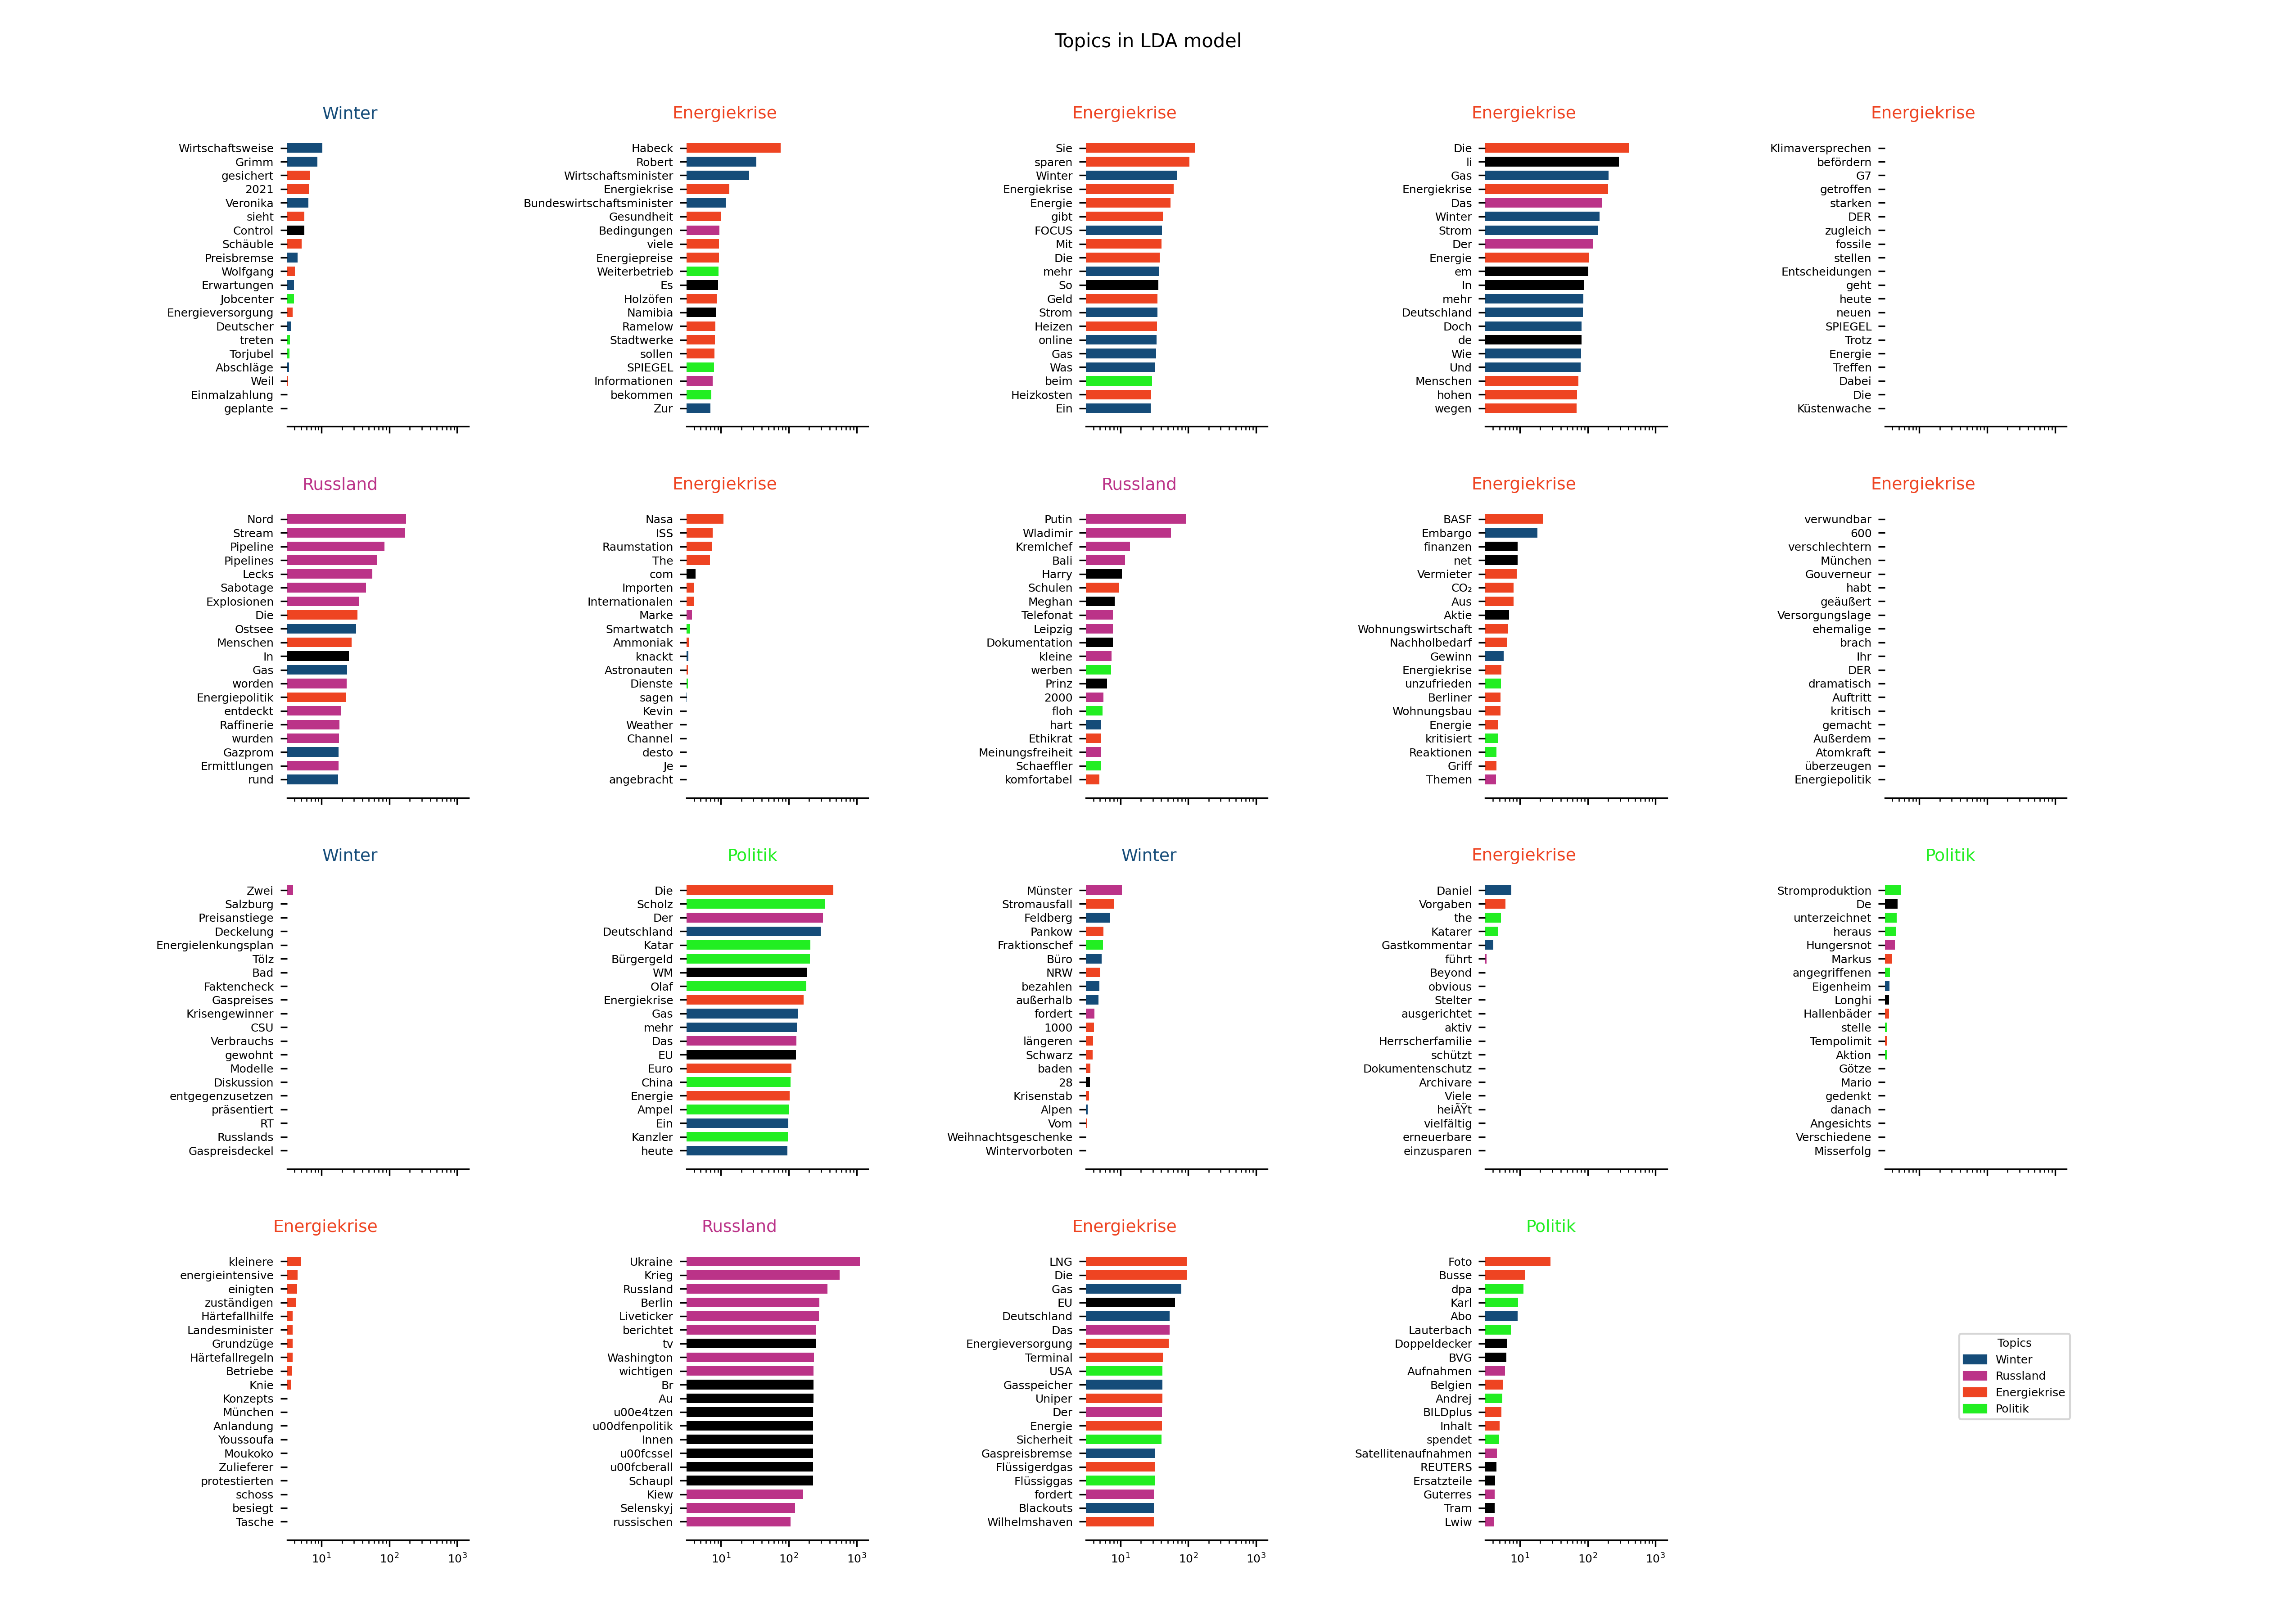 Topics in LDA model
Winter
Wirtschaftsweise
Grimm
gesichert
2021
Veronika
sieht
Control
Schäuble
Preisbremse
Wolfgang
Erwartungen
Jobcenter
Energieversorgung
Deutscher
treten
Torjubel
Abschläge
Weil
Einmalzahlung
geplante
Energiekrise
Habeck
Robert
Wirtschaftsminister
Energiekrise
Bundeswirtschaftsminister
Gesundheit
Bedingungen
viele
Energiepreise
Weiterbetrieb
Es
Holzöfen
Namibia
Ramelow
Stadtwerke
sollen
SPIEGEL
Informationen
bekommen
Zur
Energiekrise
Sie
sparen
Winter
Energiekrise
Energie
gibt
FOCUS
Mit
Die
mehr
So
Geld
Strom
Heizen
online
Gas
Was
beim
Heizkosten
Ein
Energiekrise
Die
li
Gas
Energiekrise
Das
Winter
Strom
Der
Energie
em
In
mehr
Deutschland
Doch
de
Wie
Und
Menschen
hohen
wegen
Energiekrise
Klimaversprechen
befördern
G7
getroffen
starken
DER
zugleich
fossile
stellen
Entscheidungen
geht
heute
neuen
SPIEGEL
Trotz
Energie
Treffen
Dabei
Die
Küstenwache
Russland
Nord
Stream
Pipeline
Pipelines
Lecks
Sabotage
Explosionen
Die
Ostsee
Menschen
In
Gas
worden
Energiepolitik
entdeckt
Raffinerie
wurden
Gazprom
Ermittlungen
rund
Energiekrise
Nasa
ISS
Raumstation
The
com
Importen
Internationalen
Marke
Smartwatch
Ammoniak
knackt
Astronauten
Dienste
sagen
Kevin
Weather
Channel
desto
Je
angebracht
Russland
Putin
Wladimir
Kremlchef
Bali
Harry
Schulen
Meghan
Telefonat
Leipzig
Dokumentation
kleine
werben
Prinz
2000
floh
hart
Ethikrat
Meinungsfreiheit
Schaeffler
komfortabel
Energiekrise
BASF
Embargo
finanzen
net
Vermieter
CO₂
Aus
Aktie
Wohnungswirtschaft
Nachholbedarf
Gewinn
Energiekrise
unzufrieden
Berliner
Wohnungsbau
Energie
kritisiert
Reaktionen
Griff
Themen
Energiekrise
verwundbar
600
verschlechtern
München
Gouverneur
habt
geäußert
Versorgungslage
ehemalige
brach
Ihr
DER
dramatisch
Auftritt
kritisch
gemacht
Außerdem
Atomkraft
überzeugen
Energiepolitik
Winter
Zwei
Salzburg
Preisanstiege
Deckelung
Energielenkungsplan
Tölz
Bad
Faktencheck
Gaspreises
Krisengewinner
CSU
Verbrauchs
gewohnt
Modelle
Diskussion
entgegenzusetzen
präsentiert
RT
Russlands
Gaspreisdeckel
Politik
Die
Scholz
Der
Deutschland
Katar
Bürgergeld
WM
Olaf
Energiekrise
Gas
mehr
Das
EU
Euro
China
Energie
Ampel
Ein
Kanzler
heute
Winter
Münster
Stromausfall
Feldberg
Pankow
Fraktionschef
Büro
NRW
bezahlen
außerhalb
fordert
1000
längeren
Schwarz
baden
28
Krisenstab
Alpen
Vom
Weihnachtsgeschenke
Wintervorboten
Energiekrise
Daniel
Vorgaben
the
Katarer
Gastkommentar
führt
Beyond
obvious
Stelter
ausgerichtet
aktiv
Herrscherfamilie
schützt
Dokumentenschutz
Archivare
Viele
heiÃŸt
vielfältig
erneuerbare
einzusparen
Politik
Stromproduktion
De
unterzeichnet
heraus
Hungersnot
Markus
angegriffenen
Eigenheim
Longhi
Hallenbäder
stelle
Tempolimit
Aktion
Götze
Mario
gedenkt
danach
Angesichts
Verschiedene
Misserfolg
Energiekrise
kleinere
energieintensive
einigten
zuständigen
Härtefallhilfe
Landesminister
Grundzüge
Härtefallregeln
Betriebe
Knie
Konzepts
München
Anlandung
Youssoufa
Moukoko
Zulieferer
protestierten
schoss
besiegt
Tasche
10¹ 10² 10³
Russland
Ukraine
Krieg
Russland
Berlin
Liveticker
berichtet
tv
Washington
wichtigen
Br
Au
u00e4tzen
u00dfenpolitik
Innen
u00fcssel
u00fcberall
Schaupl
Kiew
Selenskyj
russischen
10¹ 10² 10³
Energiekrise
LNG
Die
Gas
EU
Deutschland
Das
Energieversorgung
Terminal
USA
Gasspeicher
Uniper
Der
Energie
Sicherheit
Gaspreisbremse
Flüssigerdgas
Flüssiggas
fordert
Blackouts
Wilhelmshaven
10¹ 10² 10³
Politik
Foto
Busse
dpa
Karl
Abo
Lauterbach
Doppeldecker
BVG
Aufnahmen
Belgien
Andrej
BILDplus
Inhalt
spendet
Satellitenaufnahmen
REUTERS
Ersatzteile
Guterres
Tram
Lwiw
10¹ 10² 10³
Topics
Winter
Russland
Energiekrise
Politik